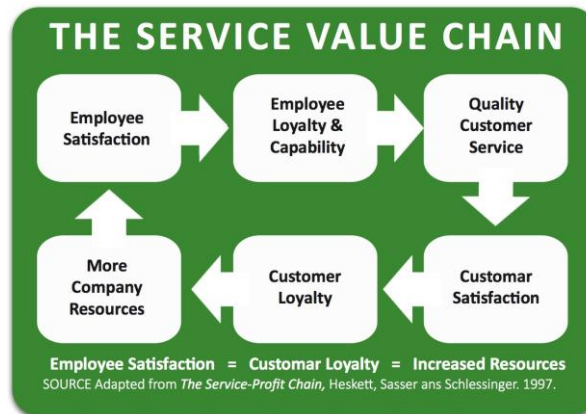 THE SERVICE VALUE CHAIN
Employee
Satisfaction
Employee
Loyalty &
Capability
Quality
Customer
Service
Customar
Satisfaction
Customer
Loyalty
More
Company
Resources
Employee Satisfaction = Customar Loyalty = Increased Resources
SOURCE Adapted from The Service-Profit Chain, Heskett, Sasser ans Schlessinger. 1997.